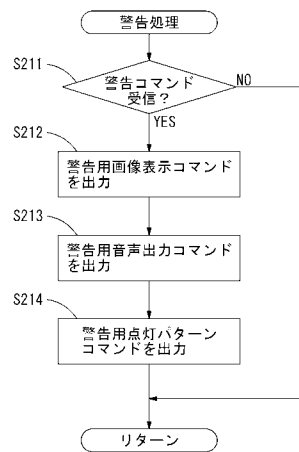 警告処理
S211
警告コマンド
受信？
NO
YES
S212
警告用画像表示コマンド
を出力
S213
警告用音声出力コマンド
を出力
S214
警告用点灯パターン
コマンドを出力
リターン